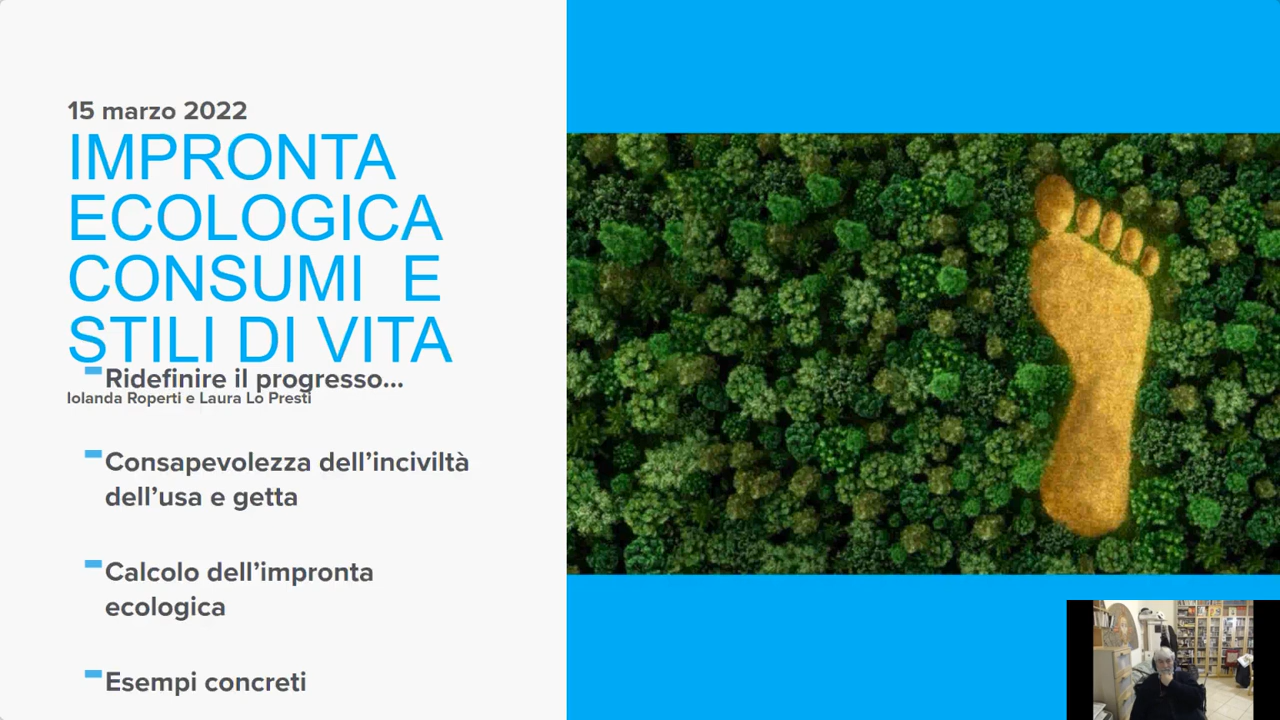 15 marzo 2022
IMPRONTA
ECOLOGICA
CONSUMI E
STILI DI VITA
Ridefinire il progresso...
Iolanda Roperti e Laura Lo Presti
Consapevolezza dell’inciviltà
dell’usa e getta
Calcolo dell’impronta
ecologica
Esempi concreti